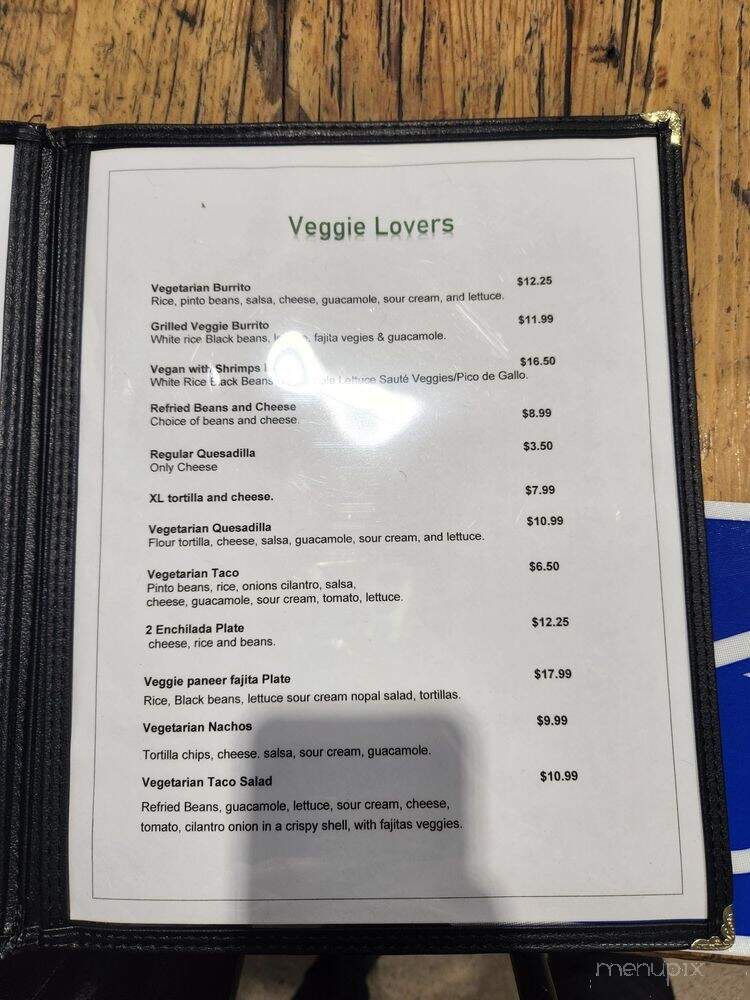 Veggie Lovers
Vegetarian Burrito $12.25
Rice, pinto beans, salsa, cheese, guacamole, sour cream, and lettuce.
Grilled Veggie Burrito $11.99
White rice Black beans, fajita vegies & guacamole.
Vegan with Shrimps $16.50
White Rice Black Beans Lettuce Sauté Veggies/Pico de Gallo.
Refried Beans and Cheese $8.99
Choice of beans and cheese.
Regular Quesadilla $3.50
Only Cheese
XL tortilla and cheese. $7.99
Vegetarian Quesadilla $10.99
Flour tortilla, cheese, salsa, guacamole, sour cream, and lettuce.
Vegetarian Taco $6.50
Pinto beans, rice, onions cilantro, salsa,
cheese, guacamole, sour cream, tomato, lettuce.
2 Enchilada Plate $12.25
cheese, rice and beans.
Veggie paneer fajita Plate $17.99
Rice, Black beans, lettuce sour cream nopal salad, tortillas.
Vegetarian Nachos $9.99
Tortilla chips, cheese. salsa, sour cream, guacamole.
Vegetarian Taco Salad $10.99
Refried Beans, guacamole, lettuce, sour cream, cheese,
tomato, cilantro onion in a crispy shell, with fajitas veggies.
menupix